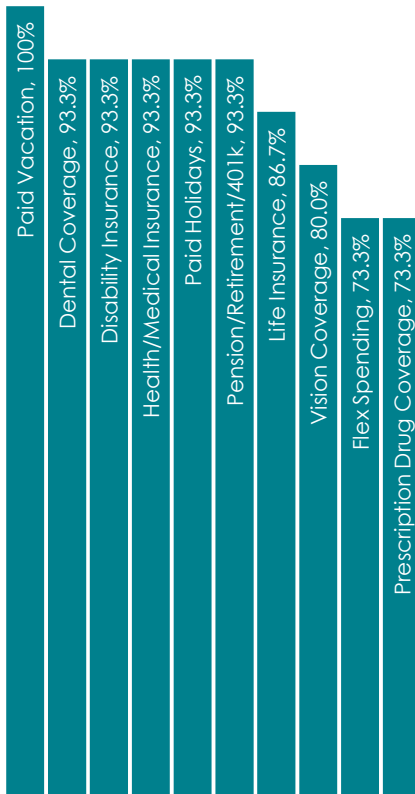 Paid Vacation, 100%
Dental Coverage, 93.3%
Disability Insurance, 93.3%
Health/Medical Insurance, 93.3%
Paid Holidays, 93.3%
Pension/Retirement/401k, 93.3%
Life Insurance, 86.7%
Vision Coverage, 80.0%
Flex Spending, 73.3%
Prescription Drug Coverage, 73.3%